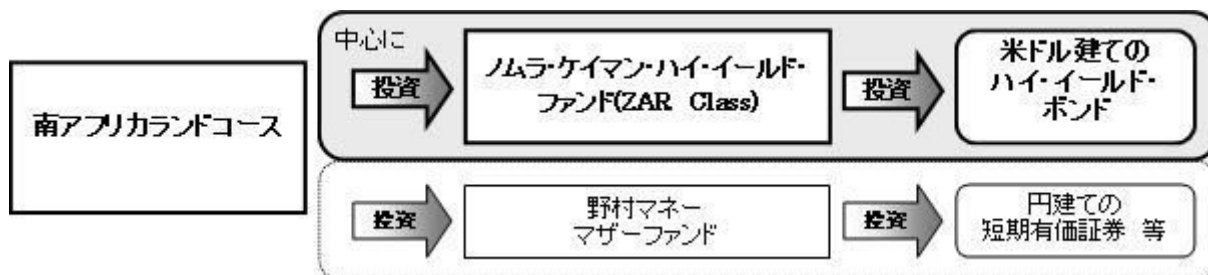 南アフリカランドコース
中心に
投資
ノムラ・ケイマン・ハイ・イールド・
ファンド(ZAR Class)
投資
米ドル建ての
ハイ・イールド・
ボンド
投資
野村マネー
マザーファンド
投資
円建ての
短期有価証券 等